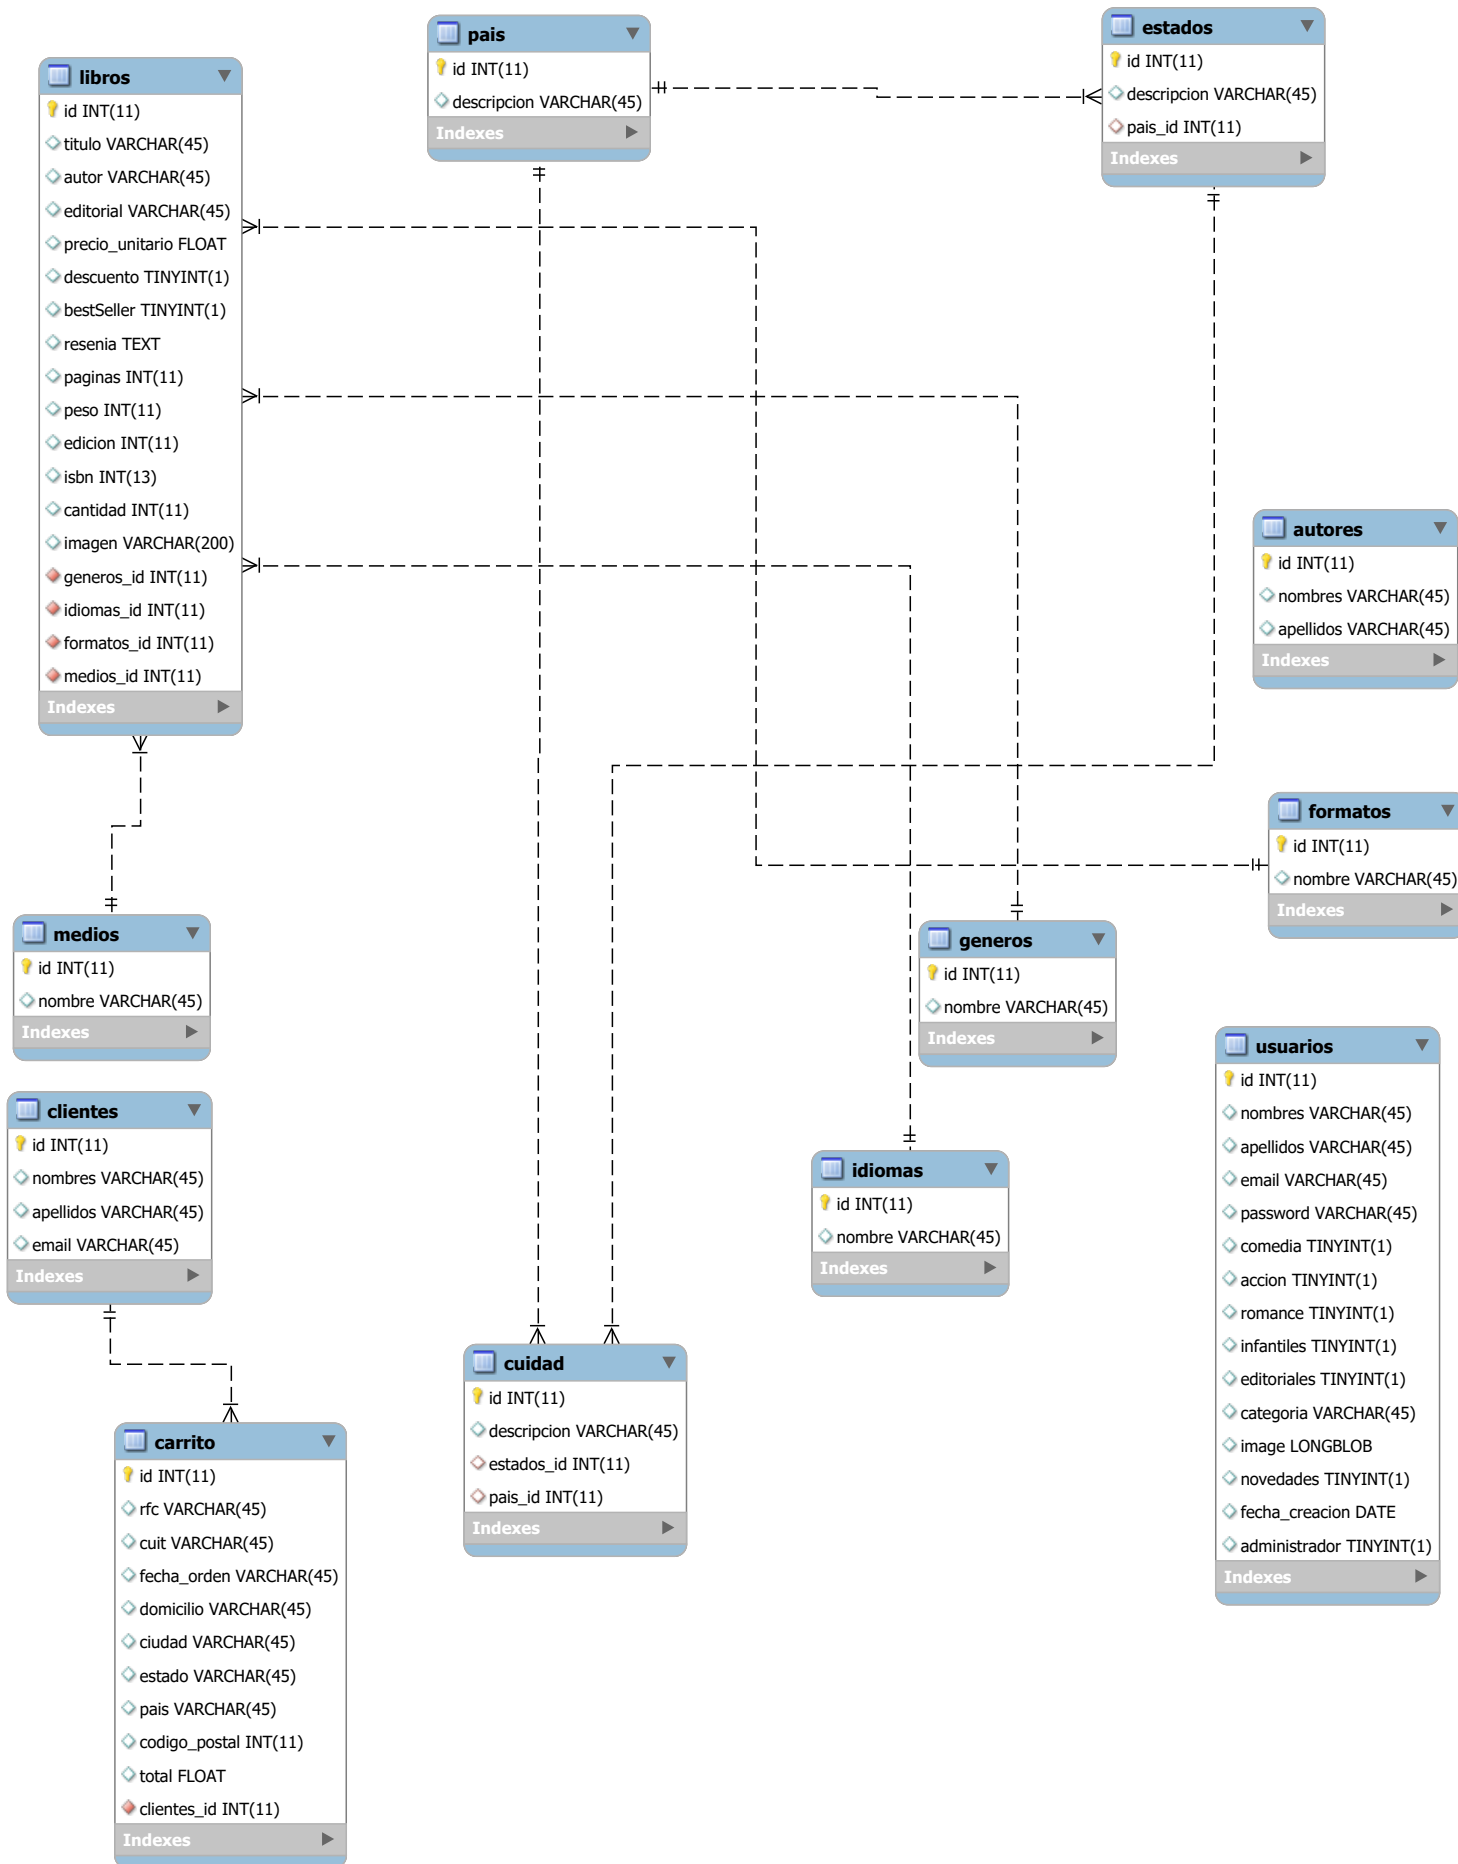 pais
id INT(11)
descripcion VARCHAR(45)
Indexes
estados
id INT(11)
descripcion VARCHAR(45)
pais_id INT(11)
Indexes
libros
id INT(11)
titulo VARCHAR(45)
autor VARCHAR(45)
editorial VARCHAR(45)
precio_unitario FLOAT
descuento TINYINT(1)
bestSeller TINYINT(1)
resenia TEXT
paginas INT(11)
peso INT(11)
edicion INT(11)
isbn INT(13)
cantidad INT(11)
imagen VARCHAR(200)
generos_id INT(11)
idiomas_id INT(11)
formatos_id INT(11)
medios_id INT(11)
Indexes
autores
id INT(11)
nombres VARCHAR(45)
apellidos VARCHAR(45)
Indexes
formatos
id INT(11)
nombre VARCHAR(45)
Indexes
medios
id INT(11)
nombre VARCHAR(45)
Indexes
generos
id INT(11)
nombre VARCHAR(45)
Indexes
usuarios
id INT(11)
nombres VARCHAR(45)
apellidos VARCHAR(45)
email VARCHAR(45)
password VARCHAR(45)
comedia TINYINT(1)
accion TINYINT(1)
romance TINYINT(1)
infantiles TINYINT(1)
editoriales TINYINT(1)
categoria VARCHAR(45)
image LONGBLOB
novedades TINYINT(1)
fecha_creacion DATE
administrador TINYINT(1)
Indexes
clientes
id INT(11)
nombres VARCHAR(45)
apellidos VARCHAR(45)
email VARCHAR(45)
Indexes
idiomas
id INT(11)
nombre VARCHAR(45)
Indexes
cuidad
id INT(11)
descripcion VARCHAR(45)
estados_id INT(11)
pais_id INT(11)
Indexes
carrito
id INT(11)
rfc VARCHAR(45)
cuit VARCHAR(45)
fecha_orden VARCHAR(45)
domicilio VARCHAR(45)
ciudad VARCHAR(45)
estado VARCHAR(45)
pais VARCHAR(45)
codigo_postal INT(11)
total FLOAT
clientes_id INT(11)
Indexes